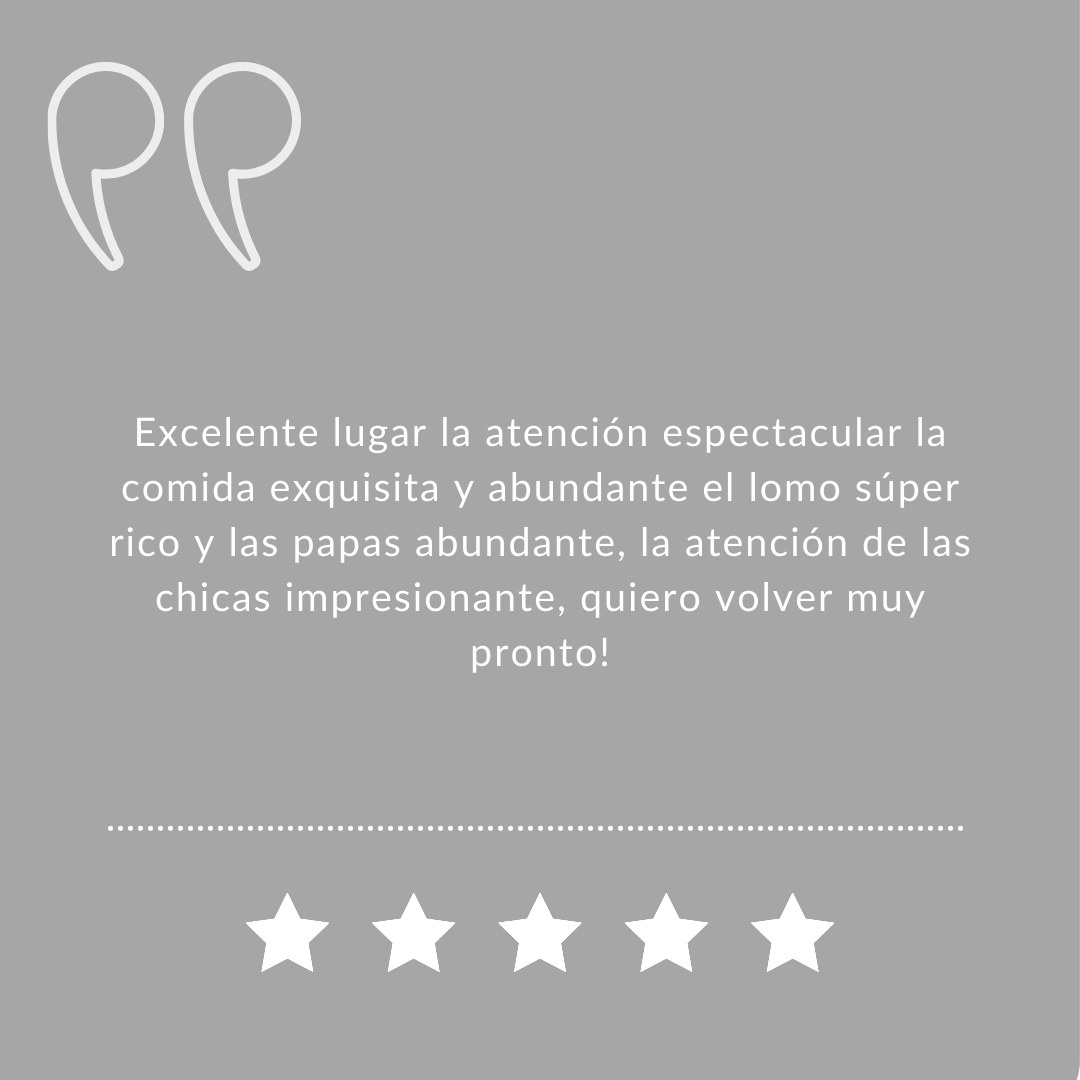 Excelente lugar la atención espectacular la
comida exquisita y abundante el lomo súper
rico y las papas abundante, la atención de las
chicas impresionante, quiero volver muy
pronto!